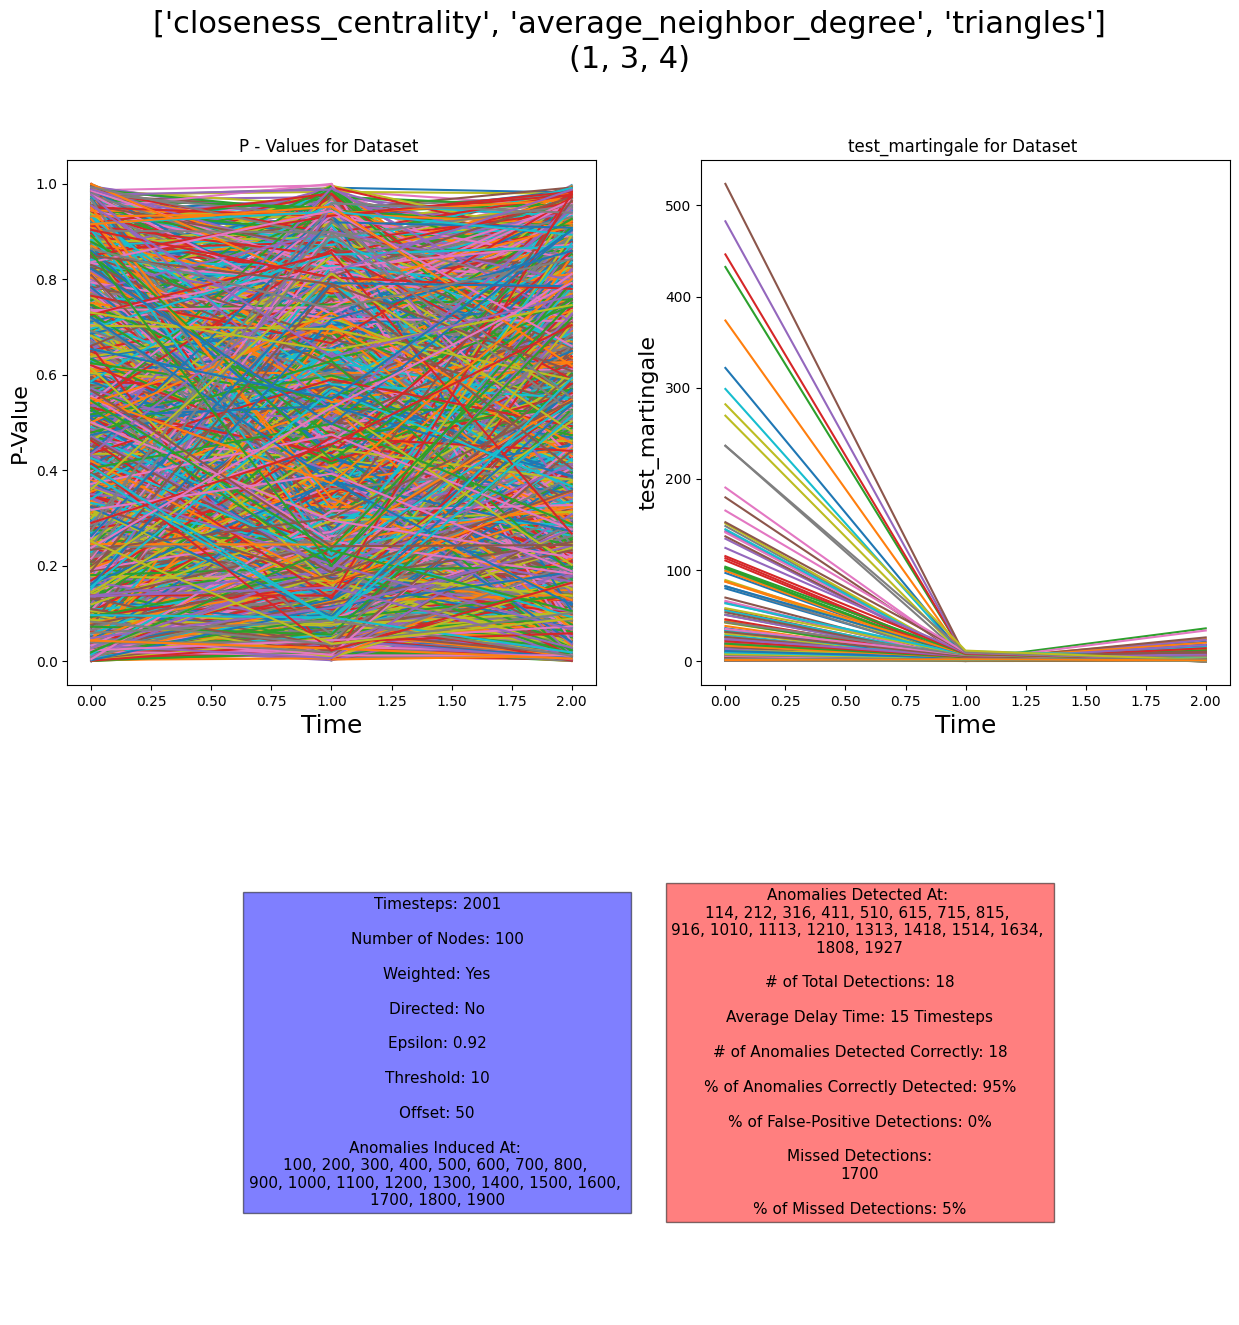 ['closeness_centrality', 'average_neighbor_degree', 'triangles']
(1, 3, 4)
P - Values for Dataset
P-Value
1.0
0.8
0.6
0.4
0.2
0.0
0.00 0.25 0.50 0.75 1.00 1.25 1.50 1.75 2.00
Time
test_martingale for Dataset
test_martingale
500
400
300
200
100
0
0.00 0.25 0.50 0.75 1.00 1.25 1.50 1.75 2.00
Time
Timesteps: 2001
Number of Nodes: 100
Weighted: Yes
Directed: No
Epsilon: 0.92
Threshold: 10
Offset: 50
Anomalies Induced At:
100, 200, 300, 400, 500, 600, 700, 800,
900, 1000, 1100, 1200, 1300, 1400, 1500, 1600,
1700, 1800, 1900
Anomalies Detected At:
114, 212, 316, 411, 510, 615, 715, 815,
916, 1010, 1113, 1210, 1313, 1418, 1514, 1634,
1808, 1927
# of Total Detections: 18
Average Delay Time: 15 Timesteps
# of Anomalies Detected Correctly: 18
% of Anomalies Correctly Detected: 95%
% of False-Positive Detections: 0%
Missed Detections:
1700
% of Missed Detections: 5%